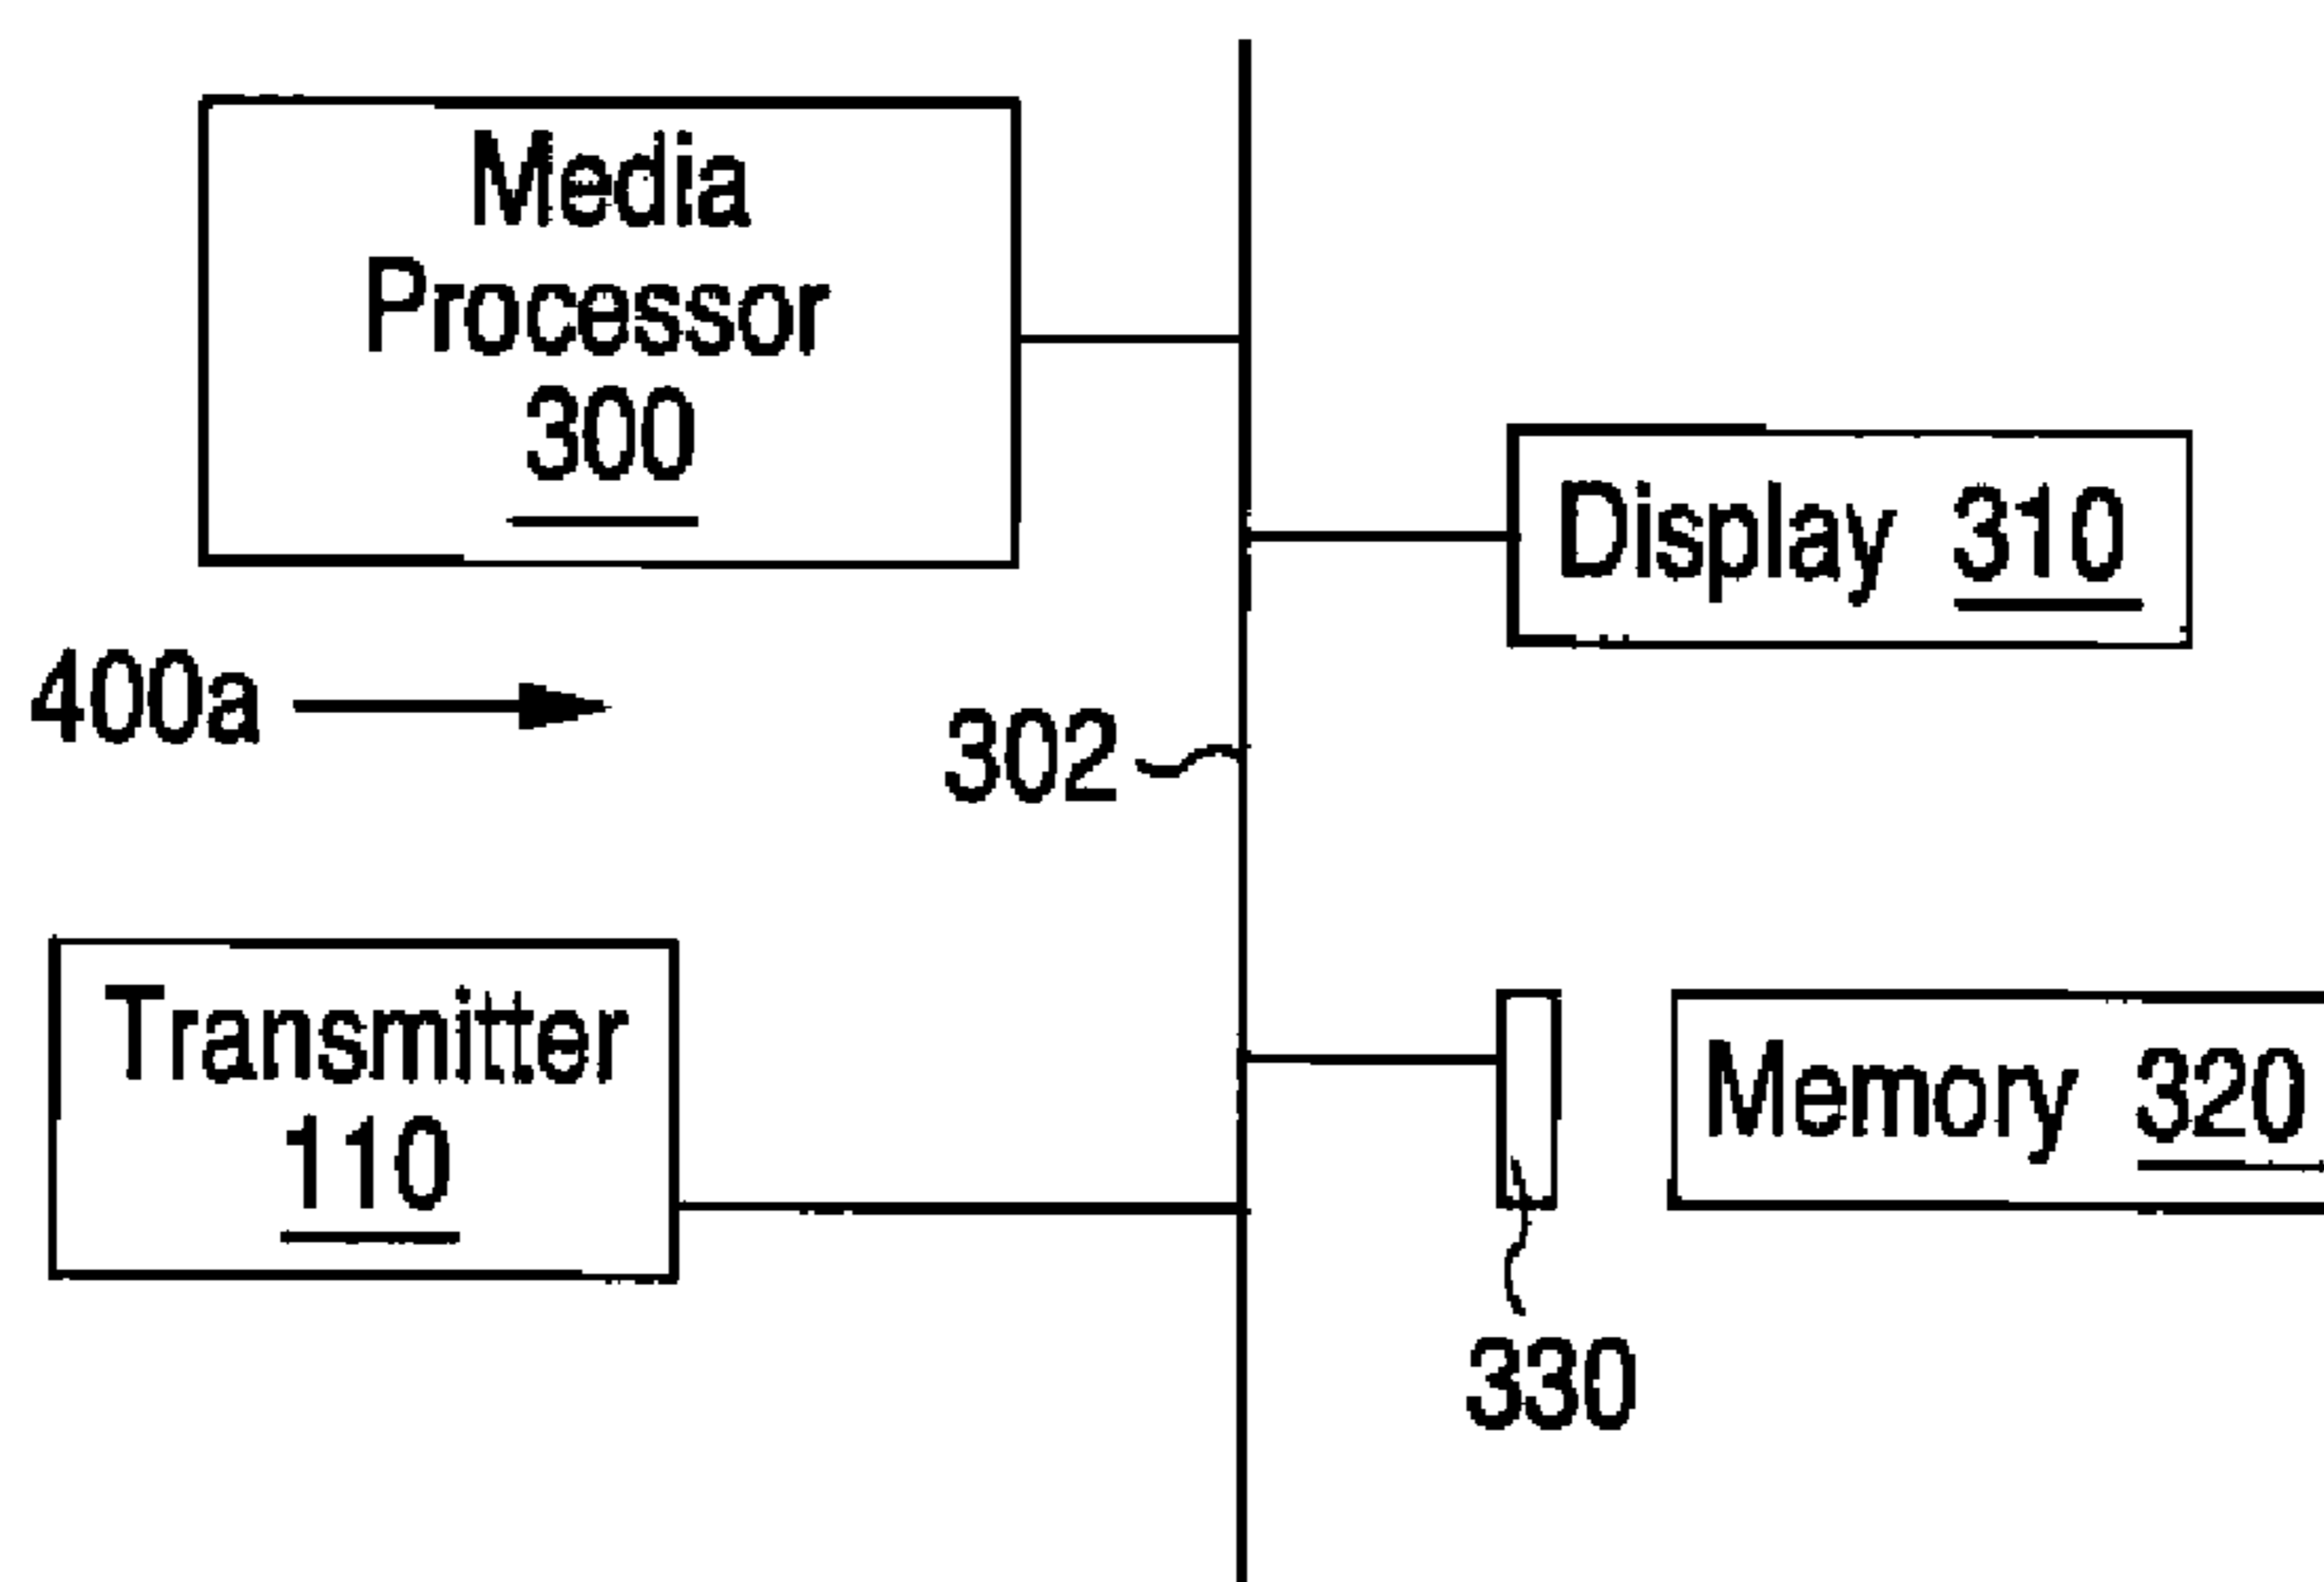 Media
Processor
300
Display 310
400a
302
Transmitter
110
Memory 320
330